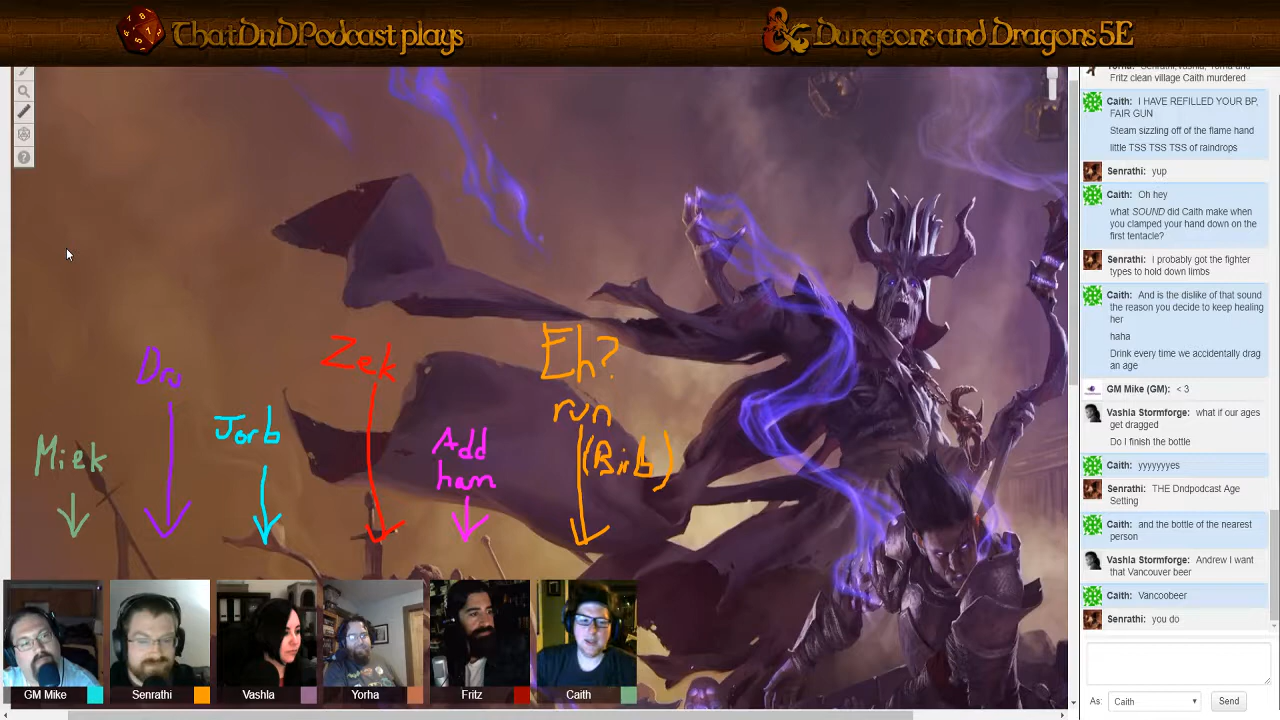 ThatDnDPodcast plays
Dungeons and Dragons 5E
Senrathi, Vashla, Yorha and
Fritz clean village Caith murdered
Caith: I HAVE REFILLED YOUR BP,
FAIR GUN
Steam sizzling off of the flame hand
little TSS TSS TSS of raindrops
Senrathi: yup
Caith: Oh hey
what SOUND did Caith make when
you clamped your hand down on the
first tentacle?
Senrathi: I probably got the fighter
types to hold down limbs
Caith: And is the dislike of that sound
the reason you decide to keep healing
her
haha
Drink every time we accidentally drag
an age
GM Mike (GM): < 3
Vashla Stormforge: what if our ages
get dragged
Do I finish the bottle
Caith: yyyyyyyes
Senrathi: THE Dndpodcast Age
Setting
Caith: and the bottle of the nearest
person
Vashla Stormforge: Andrew I want
that Vancouver beer
Caith: Vancoobeer
Senrathi: you do
As: Caith
Send
Miek
Dru
Jorb
Zek
Add
ham
Eh?
run
(Birb)
GM Mike
Senrathi
Vashla
Yorha
Fritz
Caith